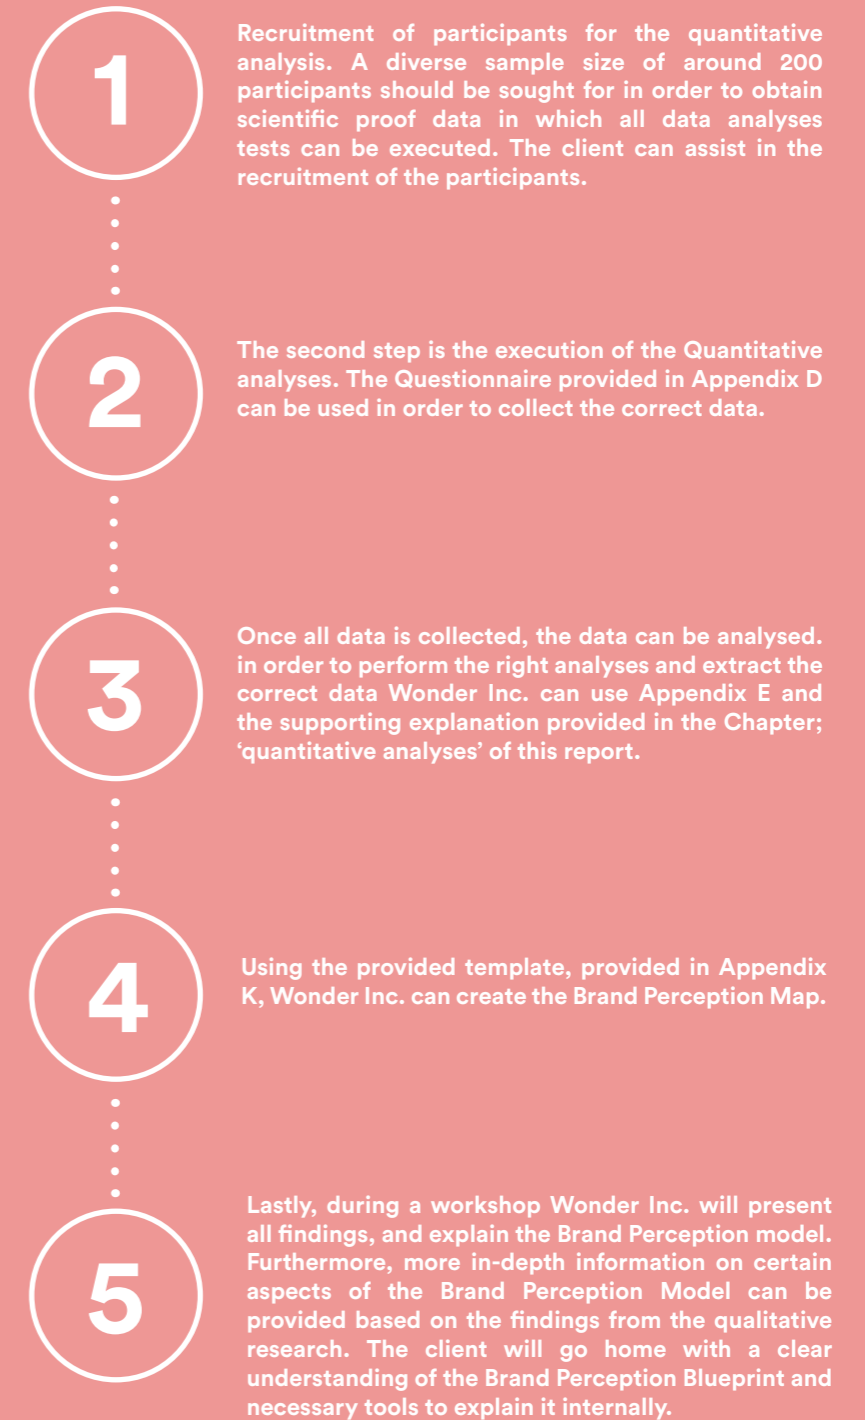 1
Recruitment of participants for the quantitative
analysis. A diverse sample size of around 200
participants should be sought for in order to obtain
scientific proof data in which all data analyses
tests can be executed. The client can assist in the
recruitment of the participants.
2
The second step is the execution of the Quantitative
analyses. The Questionnaire provided in Appendix D
can be used in order to collect the correct data.
3
Once all data is collected, the data can be analysed.
in order to perform the right analyses and extract the
correct data Wonder Inc. can use Appendix E and
the supporting explanation provided in the Chapter;
‘quantitative analyses’ of this report.
4
Using the provided template, provided in Appendix
K, Wonder Inc. can create the Brand Perception Map.
5
Lastly, during a workshop Wonder Inc. will present
all findings, and explain the Brand Perception model.
Furthermore, more in-depth information on certain
aspects of the Brand Perception Model can be
provided based on the findings from the qualitative
research. The client will go home with a clear
understanding of the Brand Perception Blueprint and
necessary tools to explain it internally.